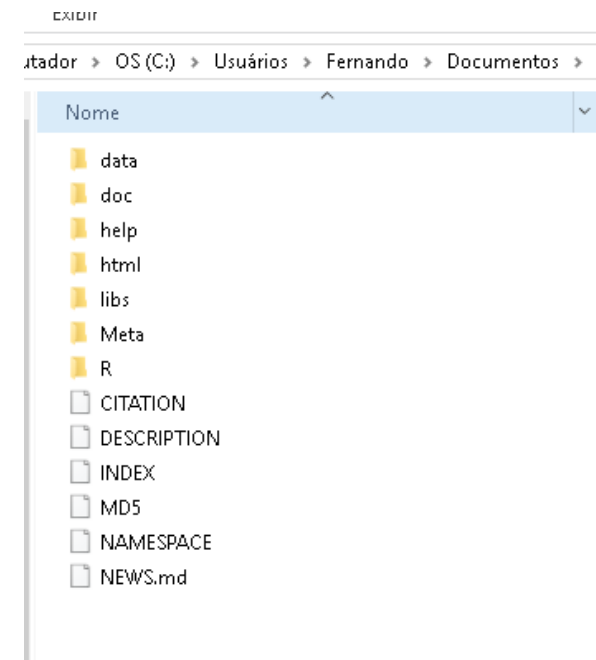 Exibir
utador > OS (C:) > Usuários > Fernando > Documentos >
Nome
data
doc
help
html
libs
Meta
R
CITATION
DESCRIPTION
INDEX
MD5
NAMESPACE
NEWS.md